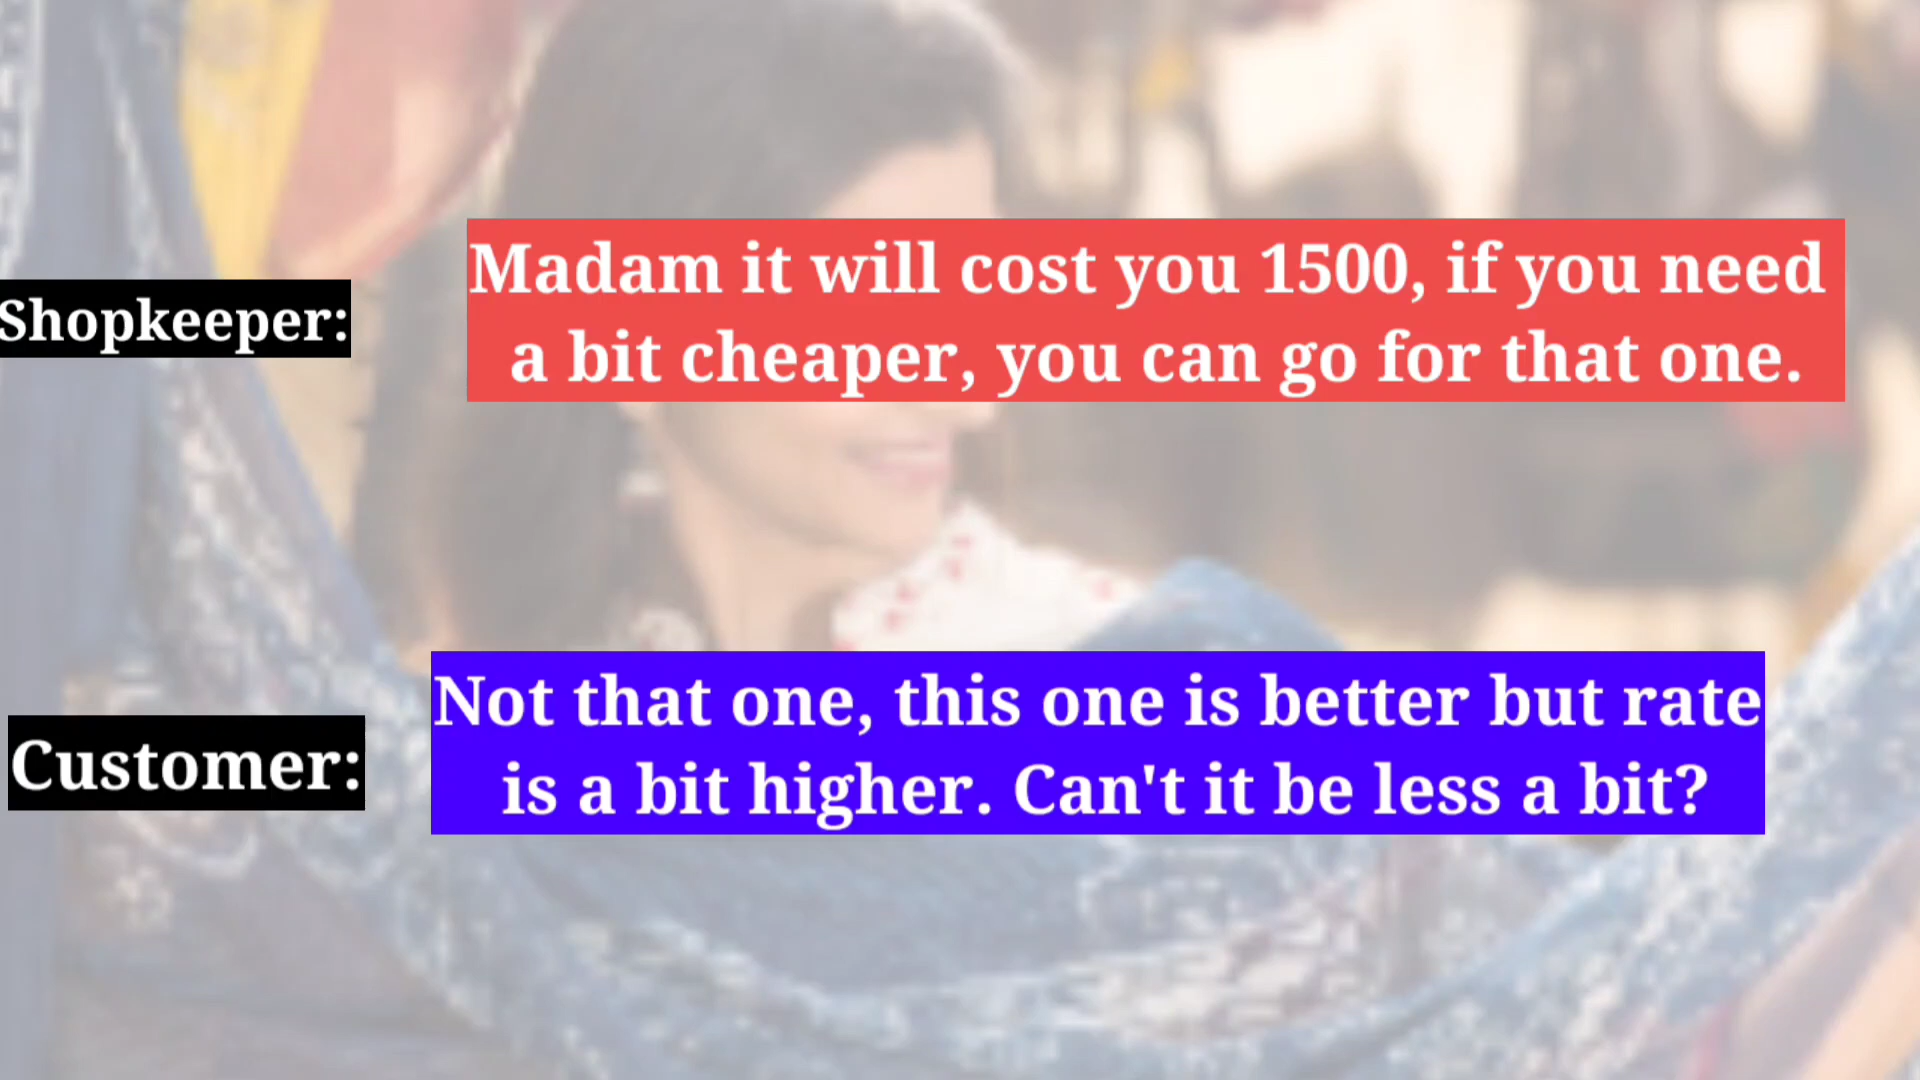 Shopkeeper:
Madam it will cost you 1500, if you need
a bit cheaper, you can go for that one.
Customer:
Not that one, this one is better but rate
is a bit higher. Can't it be less a bit?